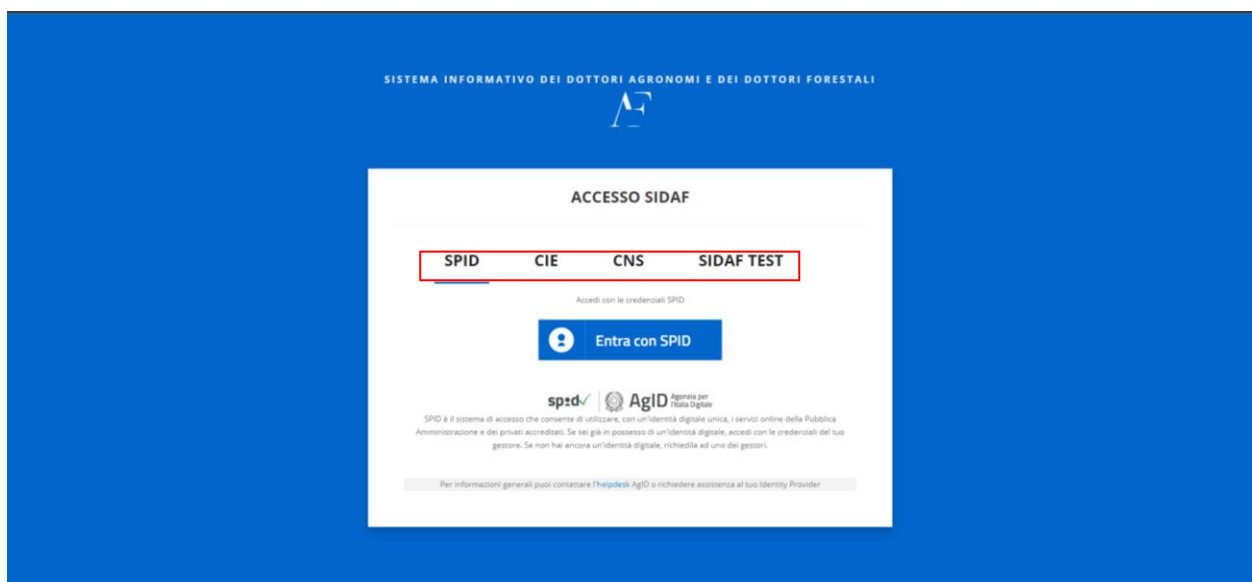 SISTEMA INFORMATIVO DEI DOTTORI AGRONOMI E DEI DOTTORI FORESTALI
AF
ACCESSO SIDAF
SPID CIE CNS SIDAF TEST
Accedi con le credenziali SPID
Entra con SPID
spid AgID Agenzia per
l'Italia Digitale
SPID è il sistema di accesso che consente di utilizzare, con un'identità digitale unica, i servizi online della Pubblica
Amministrazione e dei privati accreditati. Se sei già in possesso di un'identità digitale, accedi con le credenziali del tuo
gestore. Se non hai ancora un'identità digitale, richiedila ad uno dei gestori.
Per informazioni generali puoi contattare l'helpdesk AgID o richiedere assistenza al tuo Identity Provider